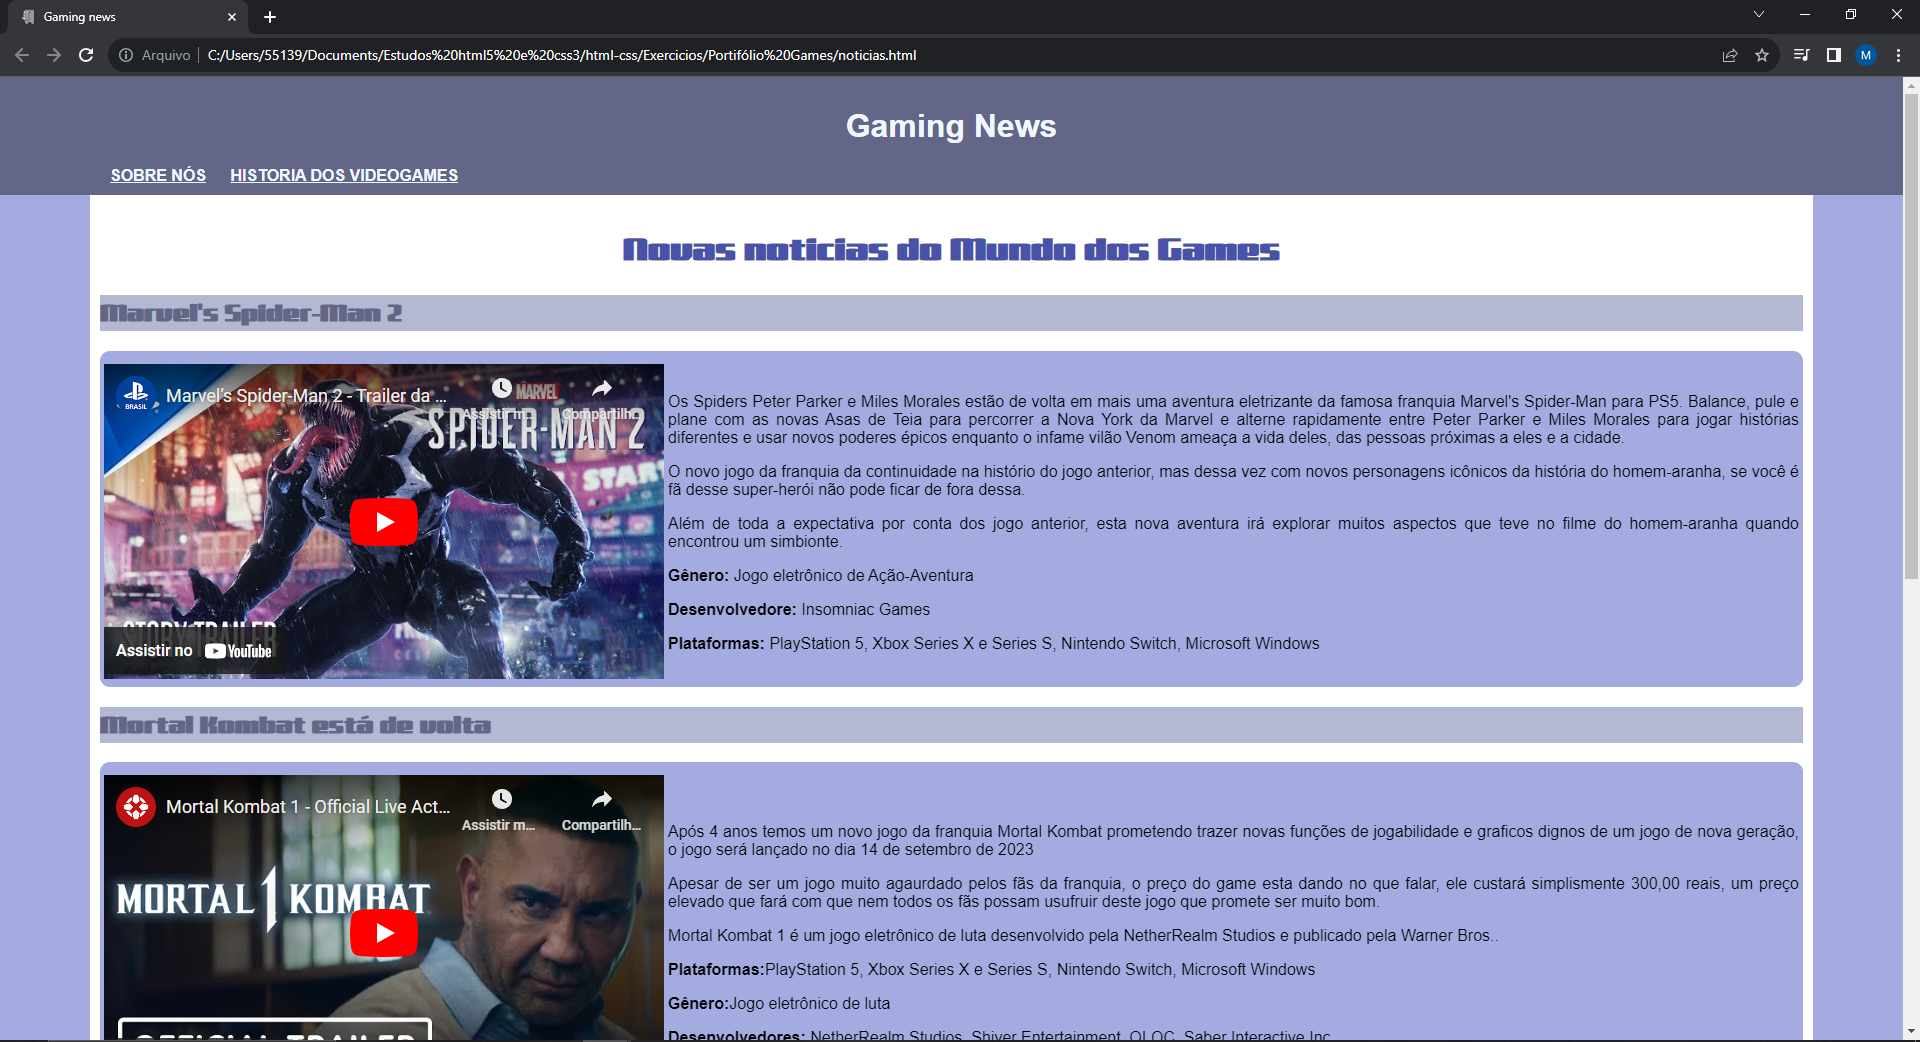 Gaming news
Arquivo C:/Users/55139/Documents/Estudos%20html5%20e%20css3/html-css/Exercicios/Portifólio%20Games/noticias.html
M
Gaming News
SOBRE NÓS HISTORIA DOS VIDEOGAMES
Novas noticias do Mundo dos Games
Marvel's Spider-Man 2
BRASIL
Marvel's Spider-Man 2 - Trailer da ...
Assistir m...
Compartilh...
MARVEL
SPIDER-MAN 2
STORY TRAILER
Assistir no YouTube
Os Spiders Peter Parker e Miles Morales estão de volta em mais uma aventura eletrizante da famosa franquia Marvel's Spider-Man para PS5. Balance, pule e
plane com as novas Asas de Teia para percorrer a Nova York da Marvel e alterne rapidamente entre Peter Parker e Miles Morales para jogar histórias
diferentes e usar novos poderes épicos enquanto o infame vilão Venom ameaça a vida deles, das pessoas próximas a eles e a cidade.
O novo jogo da franquia da continuidade na histório do jogo anterior, mas dessa vez com novos personagens icônicos da história do homem-aranha, se você é
fã desse super-herói não pode ficar de fora dessa.
Além de toda a expectativa por conta dos jogo anterior, esta nova aventura irá explorar muitos aspectos que teve no filme do homem-aranha quando
encontrou um simbionte.
Gênero: Jogo eletrônico de Ação-Aventura
Desenvolvedore: Insomniac Games
Plataformas: PlayStation 5, Xbox Series X e Series S, Nintendo Switch, Microsoft Windows
Mortal Kombat está de volta
Mortal Kombat 1 - Official Live Act...
Assistir m...
Compartilh...
MORTAL KOMBAT 1
OFFICIAL TRAILER
Após 4 anos temos um novo jogo da franquia Mortal Kombat prometendo trazer novas funções de jogabilidade e graficos dignos de um jogo de nova geração,
o jogo será lançado no dia 14 de setembro de 2023
Apesar de ser um jogo muito agaurdado pelos fãs da franquia, o preço do game esta dando no que falar, ele custará simplismente 300,00 reais, um preço
elevado que fará com que nem todos os fãs possam usufruir deste jogo que promete ser muito bom.
Mortal Kombat 1 é um jogo eletrônico de luta desenvolvido pela NetherRealm Studios e publicado pela Warner Bros..
Plataformas:PlayStation 5, Xbox Series X e Series S, Nintendo Switch, Microsoft Windows
Gênero:Jogo eletrônico de luta
Desenvolvedores: NetherRealm Studios, Shiver Entertainment, QLOC, Saber Interactive Inc